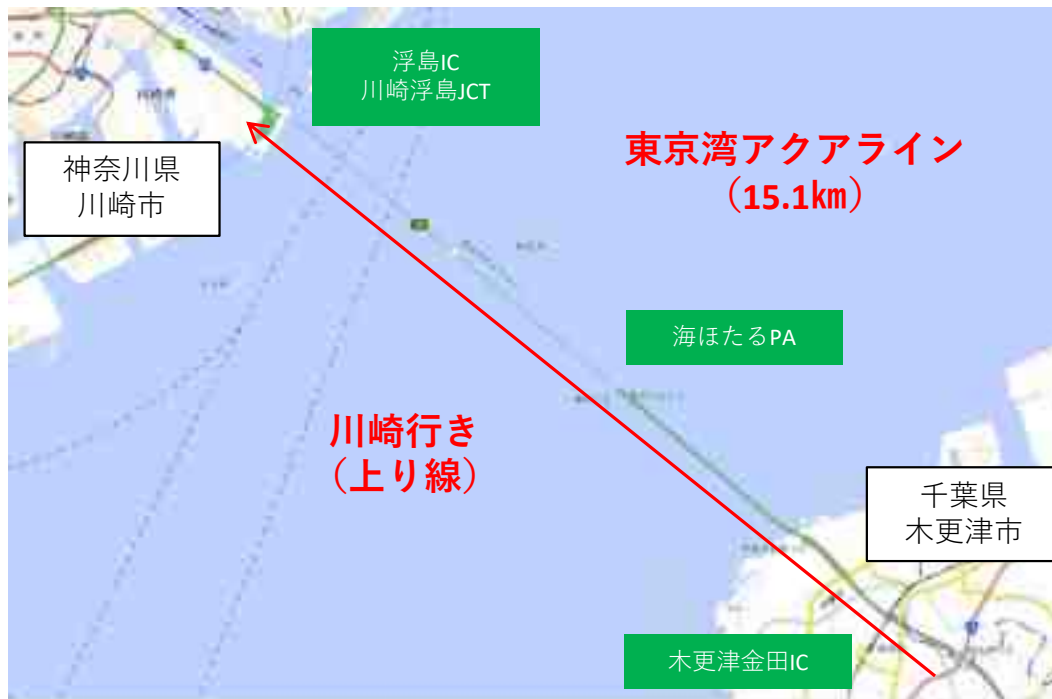 浮島IC
川崎浮島JCT
東京湾アクアライン
（15.1㎞）
神奈川県
川崎市
海ほたるPA
川崎行き
（上り線）
千葉県
木更津市
木更津金田IC